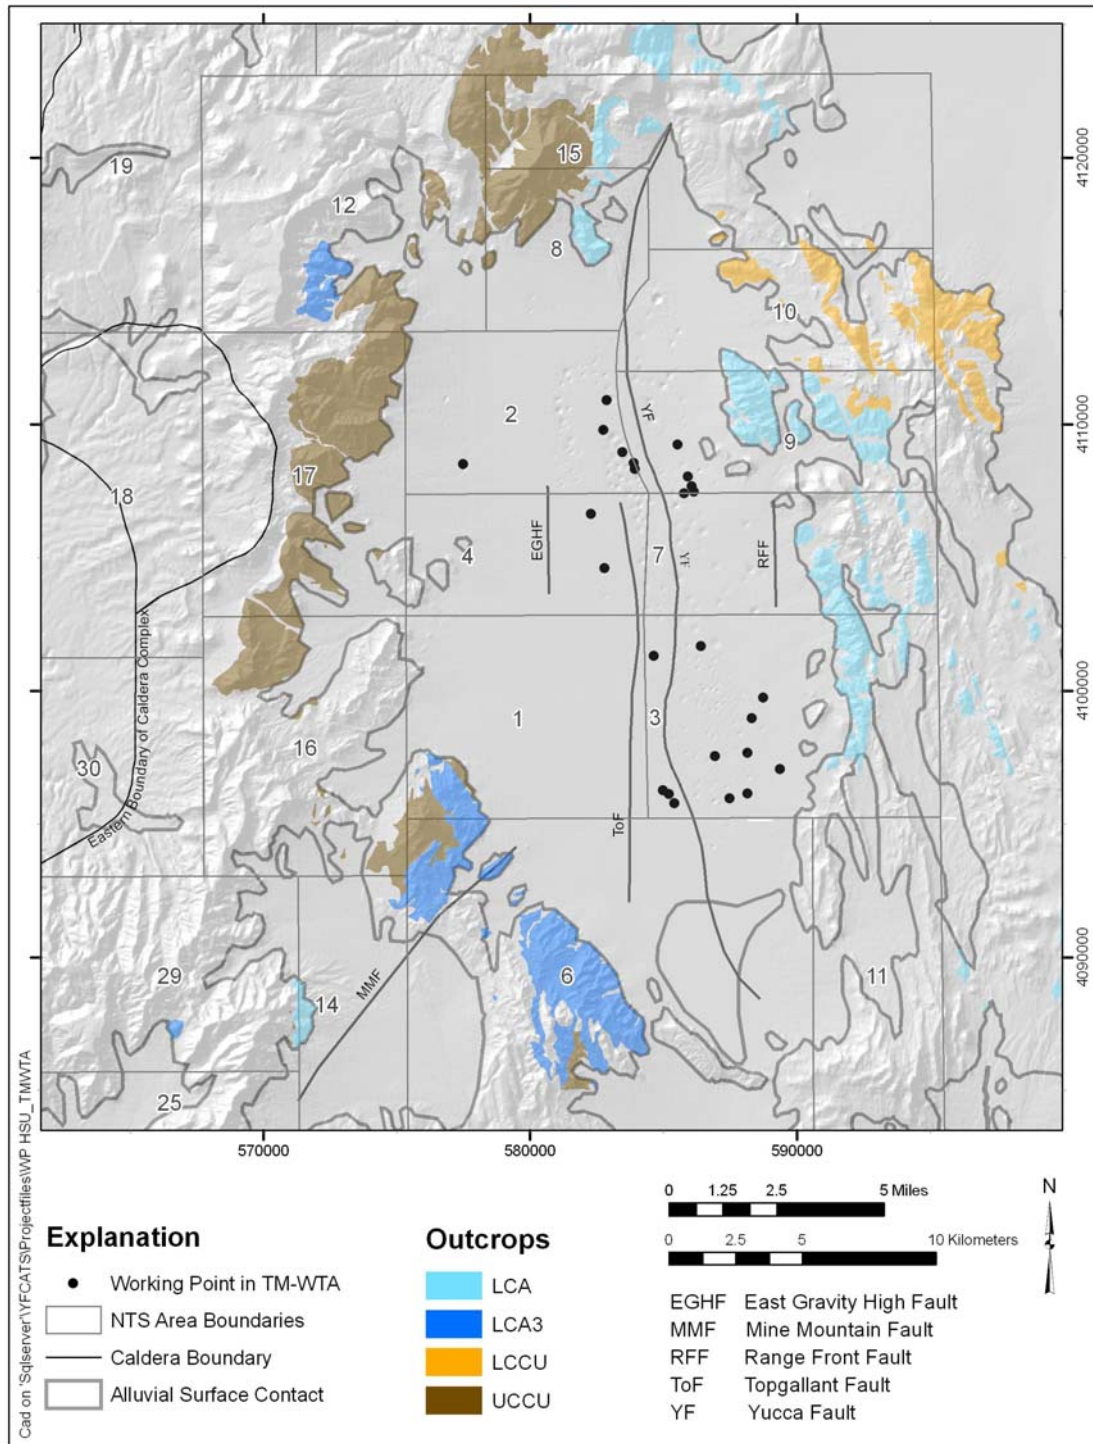 19
15
12
8
4120000
10
YF
2
9
4110000
17
18
EGHF
4
7
YF
RFF
Eastern Boundary of Caldera Complex
1
3
4100000
16
30
ToF
MMF
6
29
14
11
4090000
25
570000
580000
590000
Cad on 'Sqlserver'\YFCATS\Projectfiles\WP HSU_TMWTA
Explanation
Working Point in TM-WTA
NTS Area Boundaries
Caldera Boundary
Alluvial Surface Contact
Outcrops
LCA
LCA3
LCCU
UCCU
0 1.25 2.5 5 Miles
0 2.5 5 10 Kilometers
N
EGHF East Gravity High Fault
MMF Mine Mountain Fault
RFF Range Front Fault
ToF Topgallant Fault
YF Yucca Fault